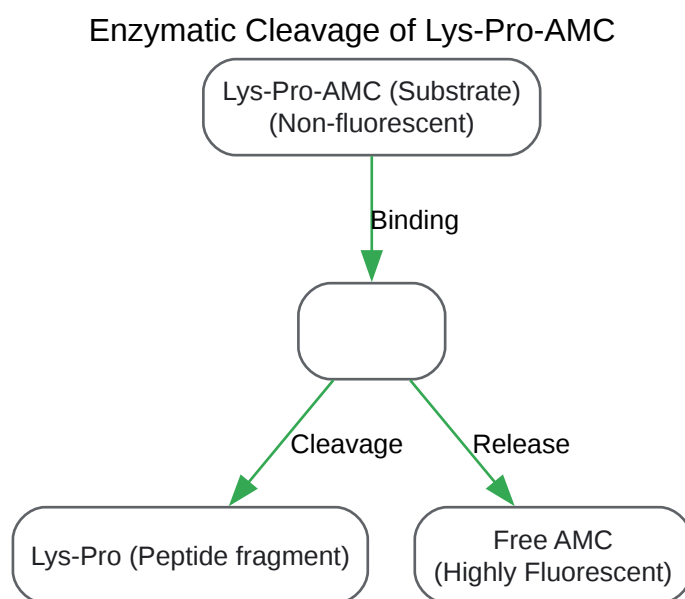 Enzymatic Cleavage of Lys-Pro-AMC
Lys-Pro-AMC (Substrate)
(Non-fluorescent)
Binding
Cleavage
Release
Lys-Pro (Peptide fragment)
Free AMC
(Highly Fluorescent)